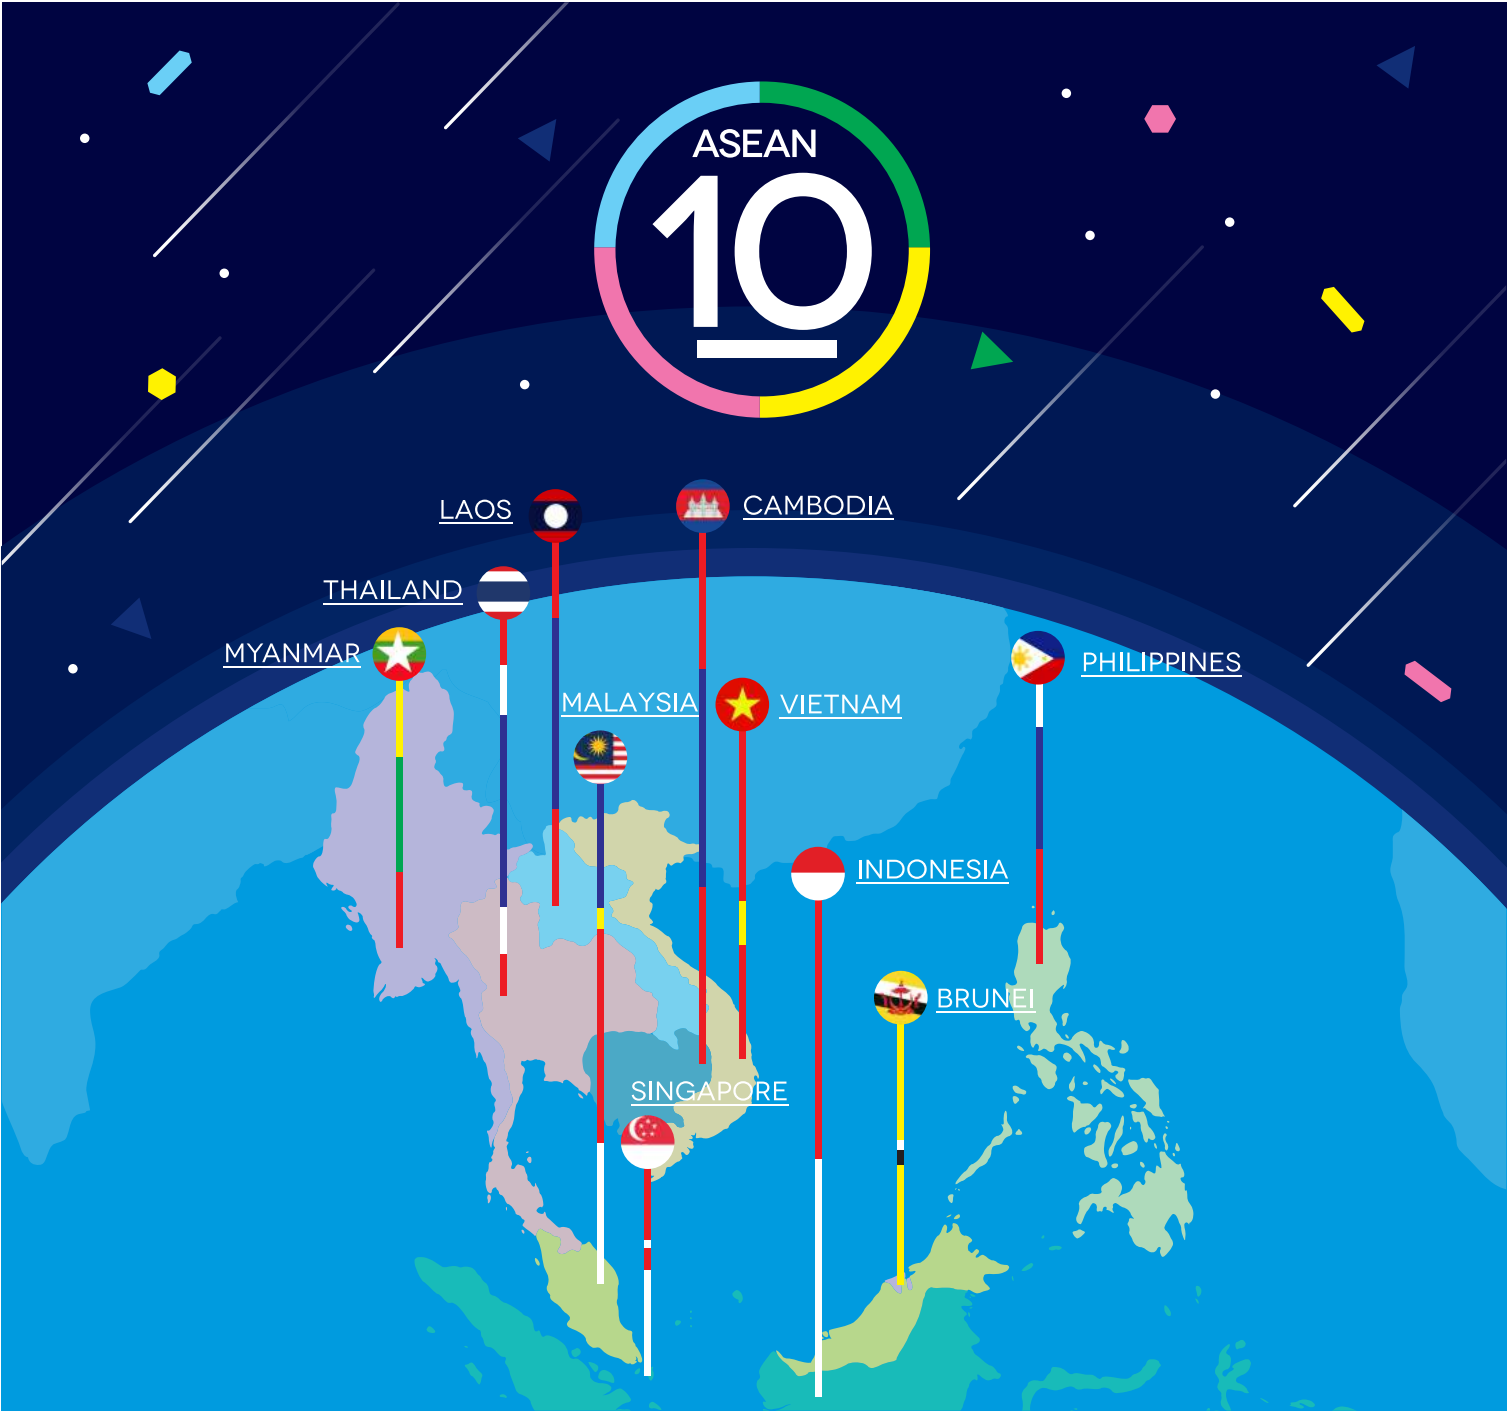 ASEAN
10
LAOS
CAMBODIA
THAILAND
MYANMAR
PHILIPPINES
MALAYSIA
VIETNAM
INDONESIA
BRUNEI
SINGAPORE